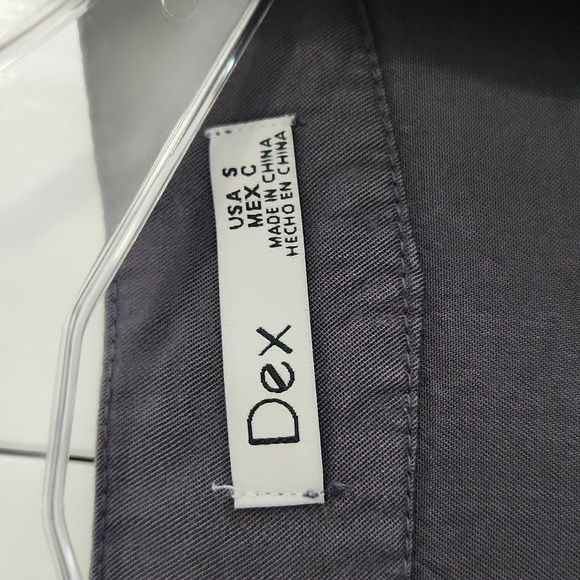 Dex
USA S
MEX C
MADE IN CHINA
HECHO EN CHINA